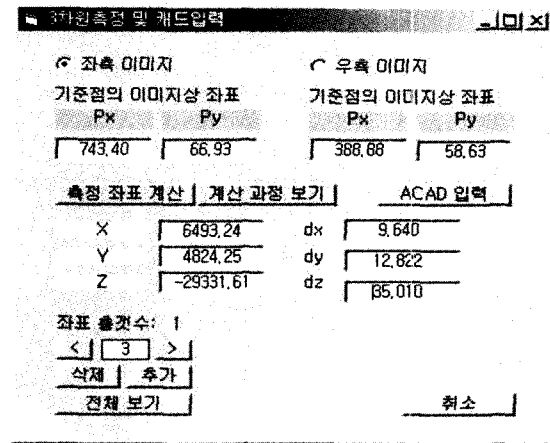 3차원측정 및 캐드입력
좌측 이미지 우측 이미지
기준점의 이미지상 좌표 기준점의 이미지상 좌표
Px Py Px Py
743,40 66,93 388,68 58,63
측정 좌표 계산 계산 과정 보기 ACAD 입력
X 6493,24 dx 9,640
Y 4824,25 dy 12,822
Z -29331,61 dz 35,010
좌표 총갯수: 1
< 3 >
삭제 추가
전체 보기 취소